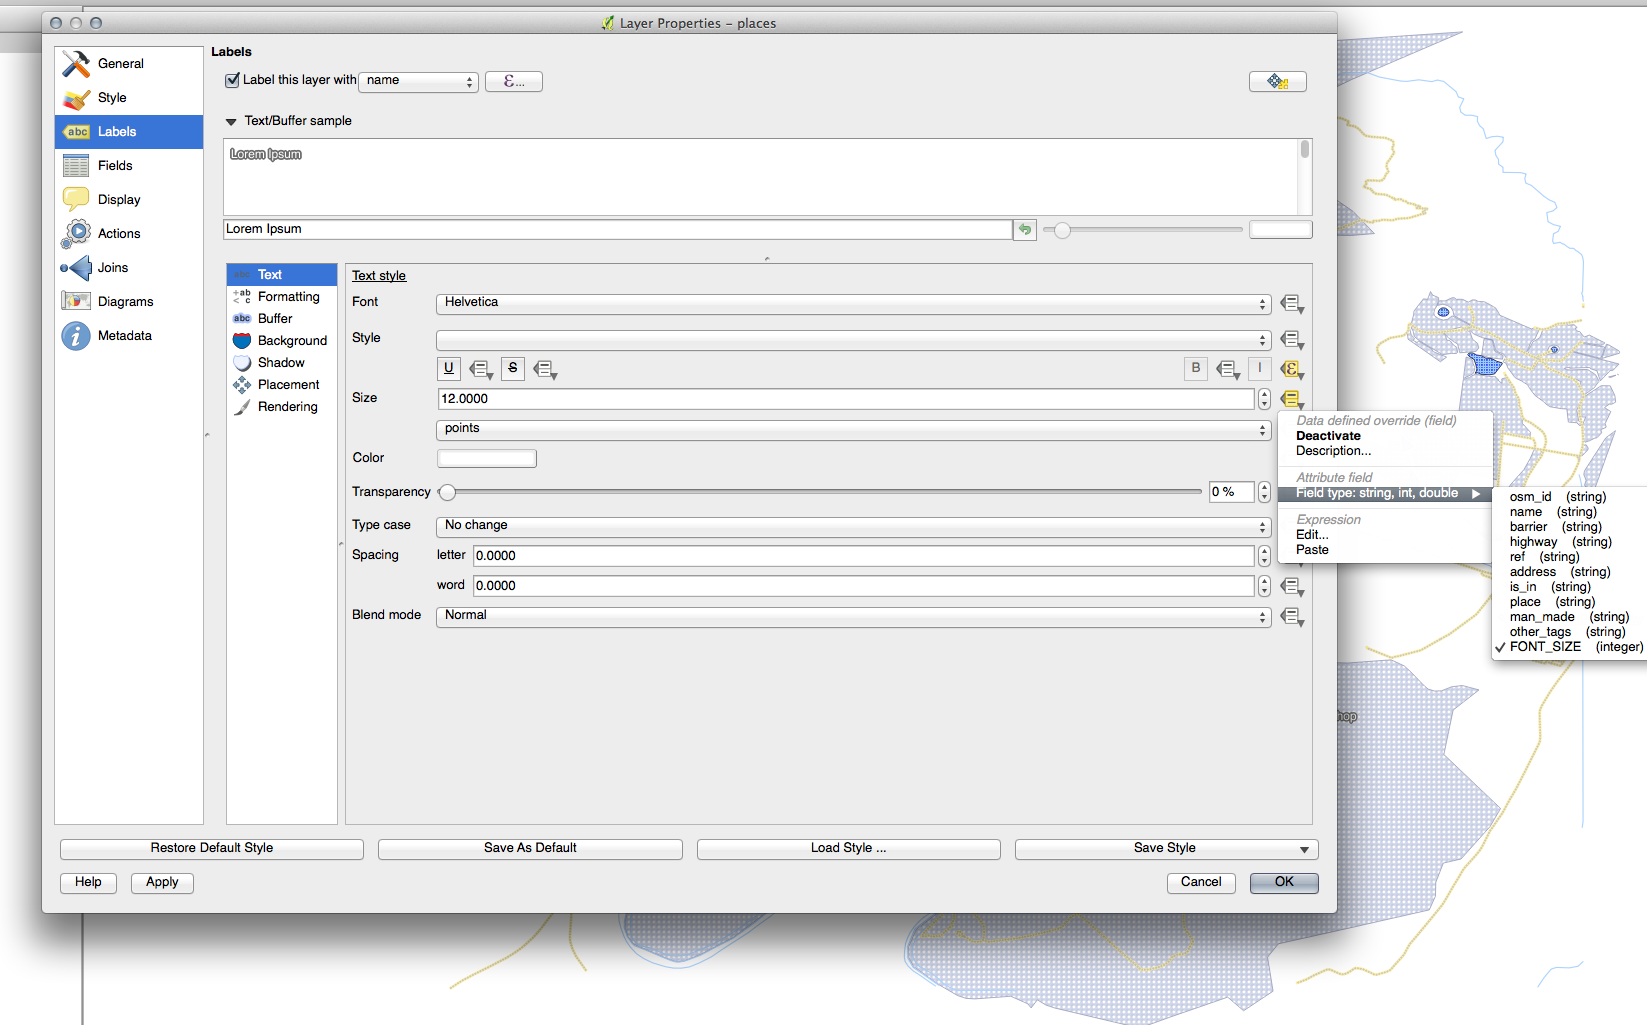 Layer Properties – places
General
Style
abc Labels
Fields
Display
Actions
Joins
Diagrams
Metadata
Labels
Label this layer with name ε...
Text/Buffer sample
Lorem Ipsum
Lorem Ipsum
abc Text
+ab < c Formatting
abc Buffer
Background
Shadow
Placement
Rendering
Text style
Font Helvetica
Style
U S B I ε
Size 12.0000
points
Color
Transparency 0 %
Type case No change
Spacing letter 0.0000
word 0.0000
Blend mode Normal
Data defined override (field)
Deactivate
Description...
Attribute field
Field type: string, int, double
Expression
Edit...
Paste
osm_id (string)
name (string)
barrier (string)
highway (string)
ref (string)
address (string)
is_in (string)
place (string)
man_made (string)
other_tags (string)
✓ FONT_SIZE (integer)
hop
Restore Default Style Save As Default Load Style ... Save Style
Help Apply Cancel OK